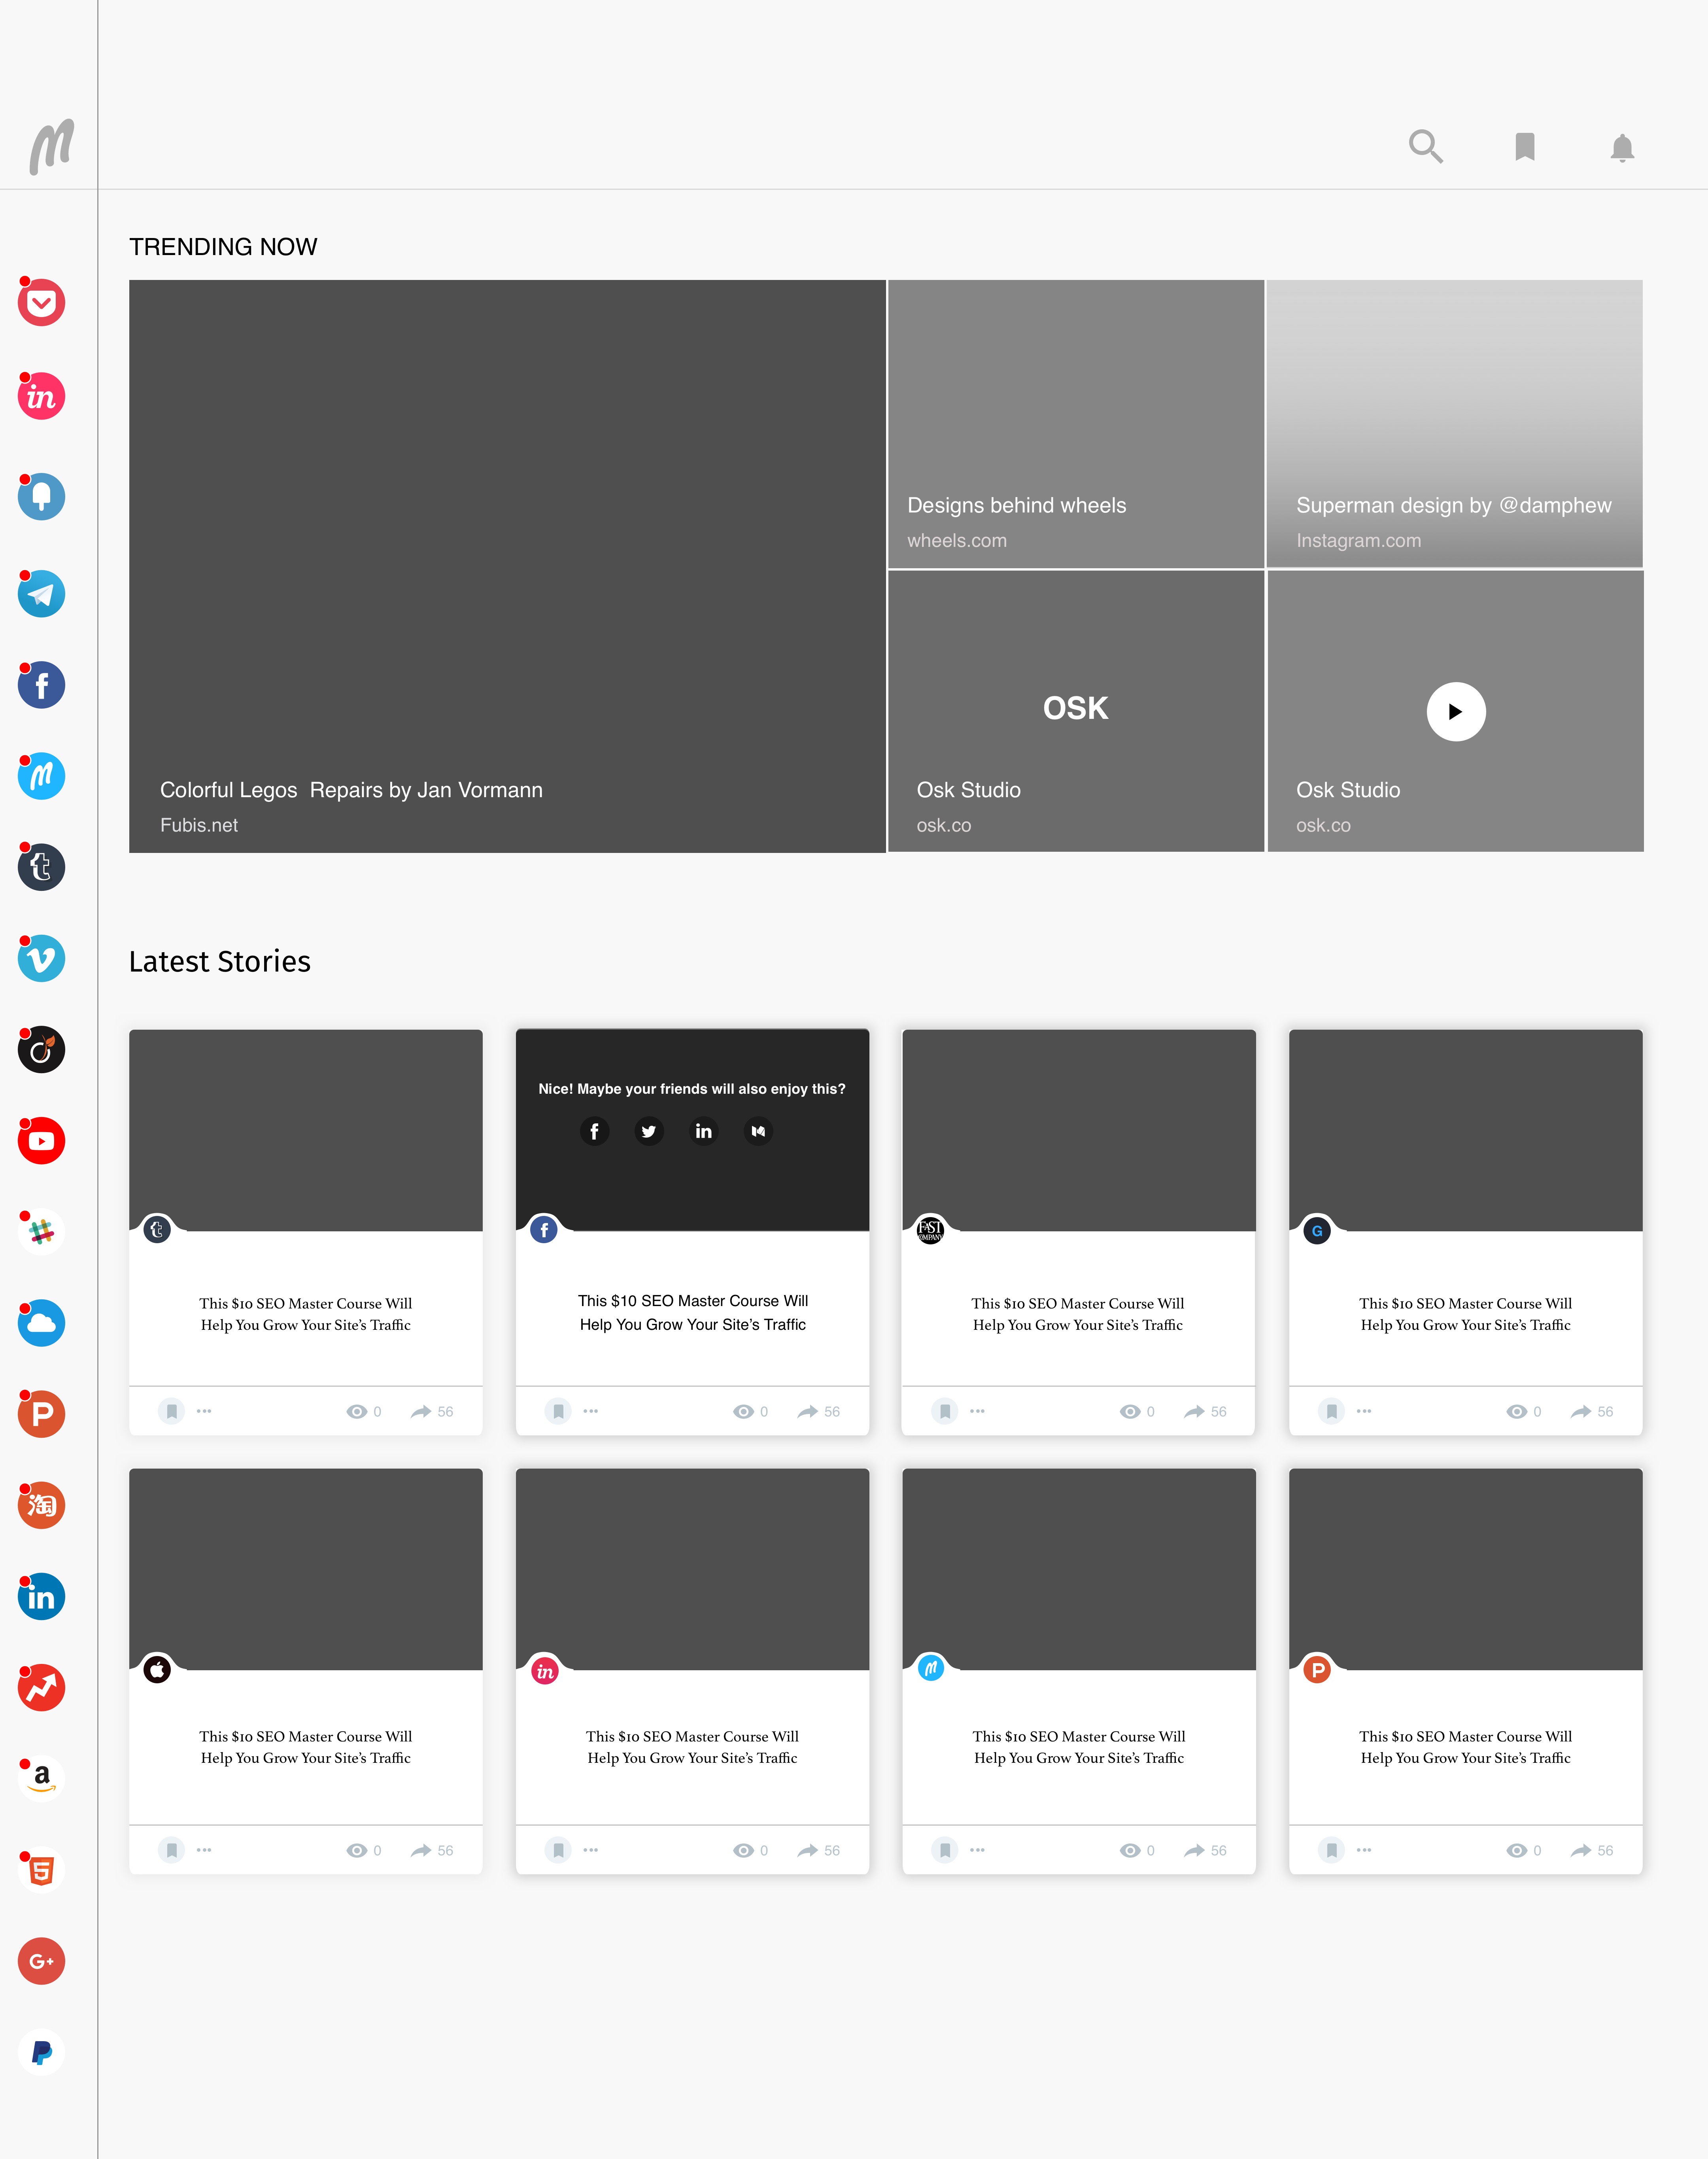 TRENDING NOW
Designs behind wheels
wheels.com
Superman design by @damphew
Instagram.com
Colorful Legos  Repairs by Jan Vormann
Fubis.net
OSK
Osk Studio
osk.co
Osk Studio
osk.co
in
f
t
P
淘
in
a
5
G+
Latest Stories
t
This $10 SEO Master Course Will
Help You Grow Your Site’s Traffic
0 56
Nice! Maybe your friends will also enjoy this?
f in
f
This $10 SEO Master Course Will
Help You Grow Your Site’s Traffic
0 56
FAST
COMPANY
This $10 SEO Master Course Will
Help You Grow Your Site’s Traffic
0 56
G
This $10 SEO Master Course Will
Help You Grow Your Site’s Traffic
0 56
This $10 SEO Master Course Will
Help You Grow Your Site’s Traffic
0 56
in
This $10 SEO Master Course Will
Help You Grow Your Site’s Traffic
0 56
This $10 SEO Master Course Will
Help You Grow Your Site’s Traffic
0 56
P
This $10 SEO Master Course Will
Help You Grow Your Site’s Traffic
0 56